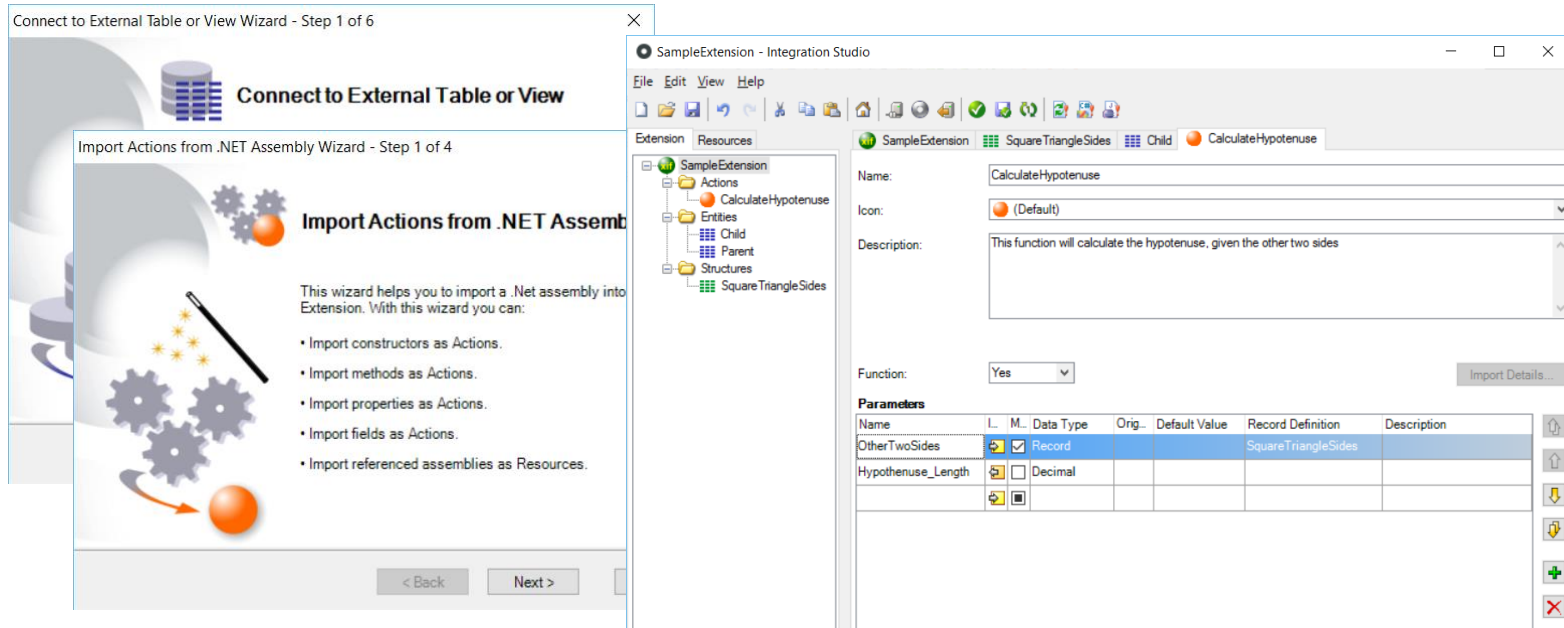 Connect to External Table or View Wizard - Step 1 of 6
Connect to External Table or View
Import Actions from .NET Assembly Wizard - Step 1 of 4
Import Actions from .NET Assemb
This wizard helps you to import a .Net assembly into
Extension. With this wizard you can:
• Import constructors as Actions.
• Import methods as Actions.
• Import properties as Actions.
• Import fields as Actions.
• Import referenced assemblies as Resources.
< Back Next >
SampleExtension - Integration Studio
File Edit View Help
Extension Resources
SampleExtension
Actions
CalculateHypotenuse
Entities
Child
Parent
Structures
SquareTriangleSides
SampleExtension SquareTriangleSides Child CalculateHypotenuse
Name: CalculateHypotenuse
Icon: (Default)
Description: This function will calculate the hypotenuse, given the other two sides
Function: Yes Import Details...
Parameters
Name I... M... Data Type Orig... Default Value Record Definition Description
OtherTwoSides Record SquareTriangleSides
Hypothenuse_Length Decimal